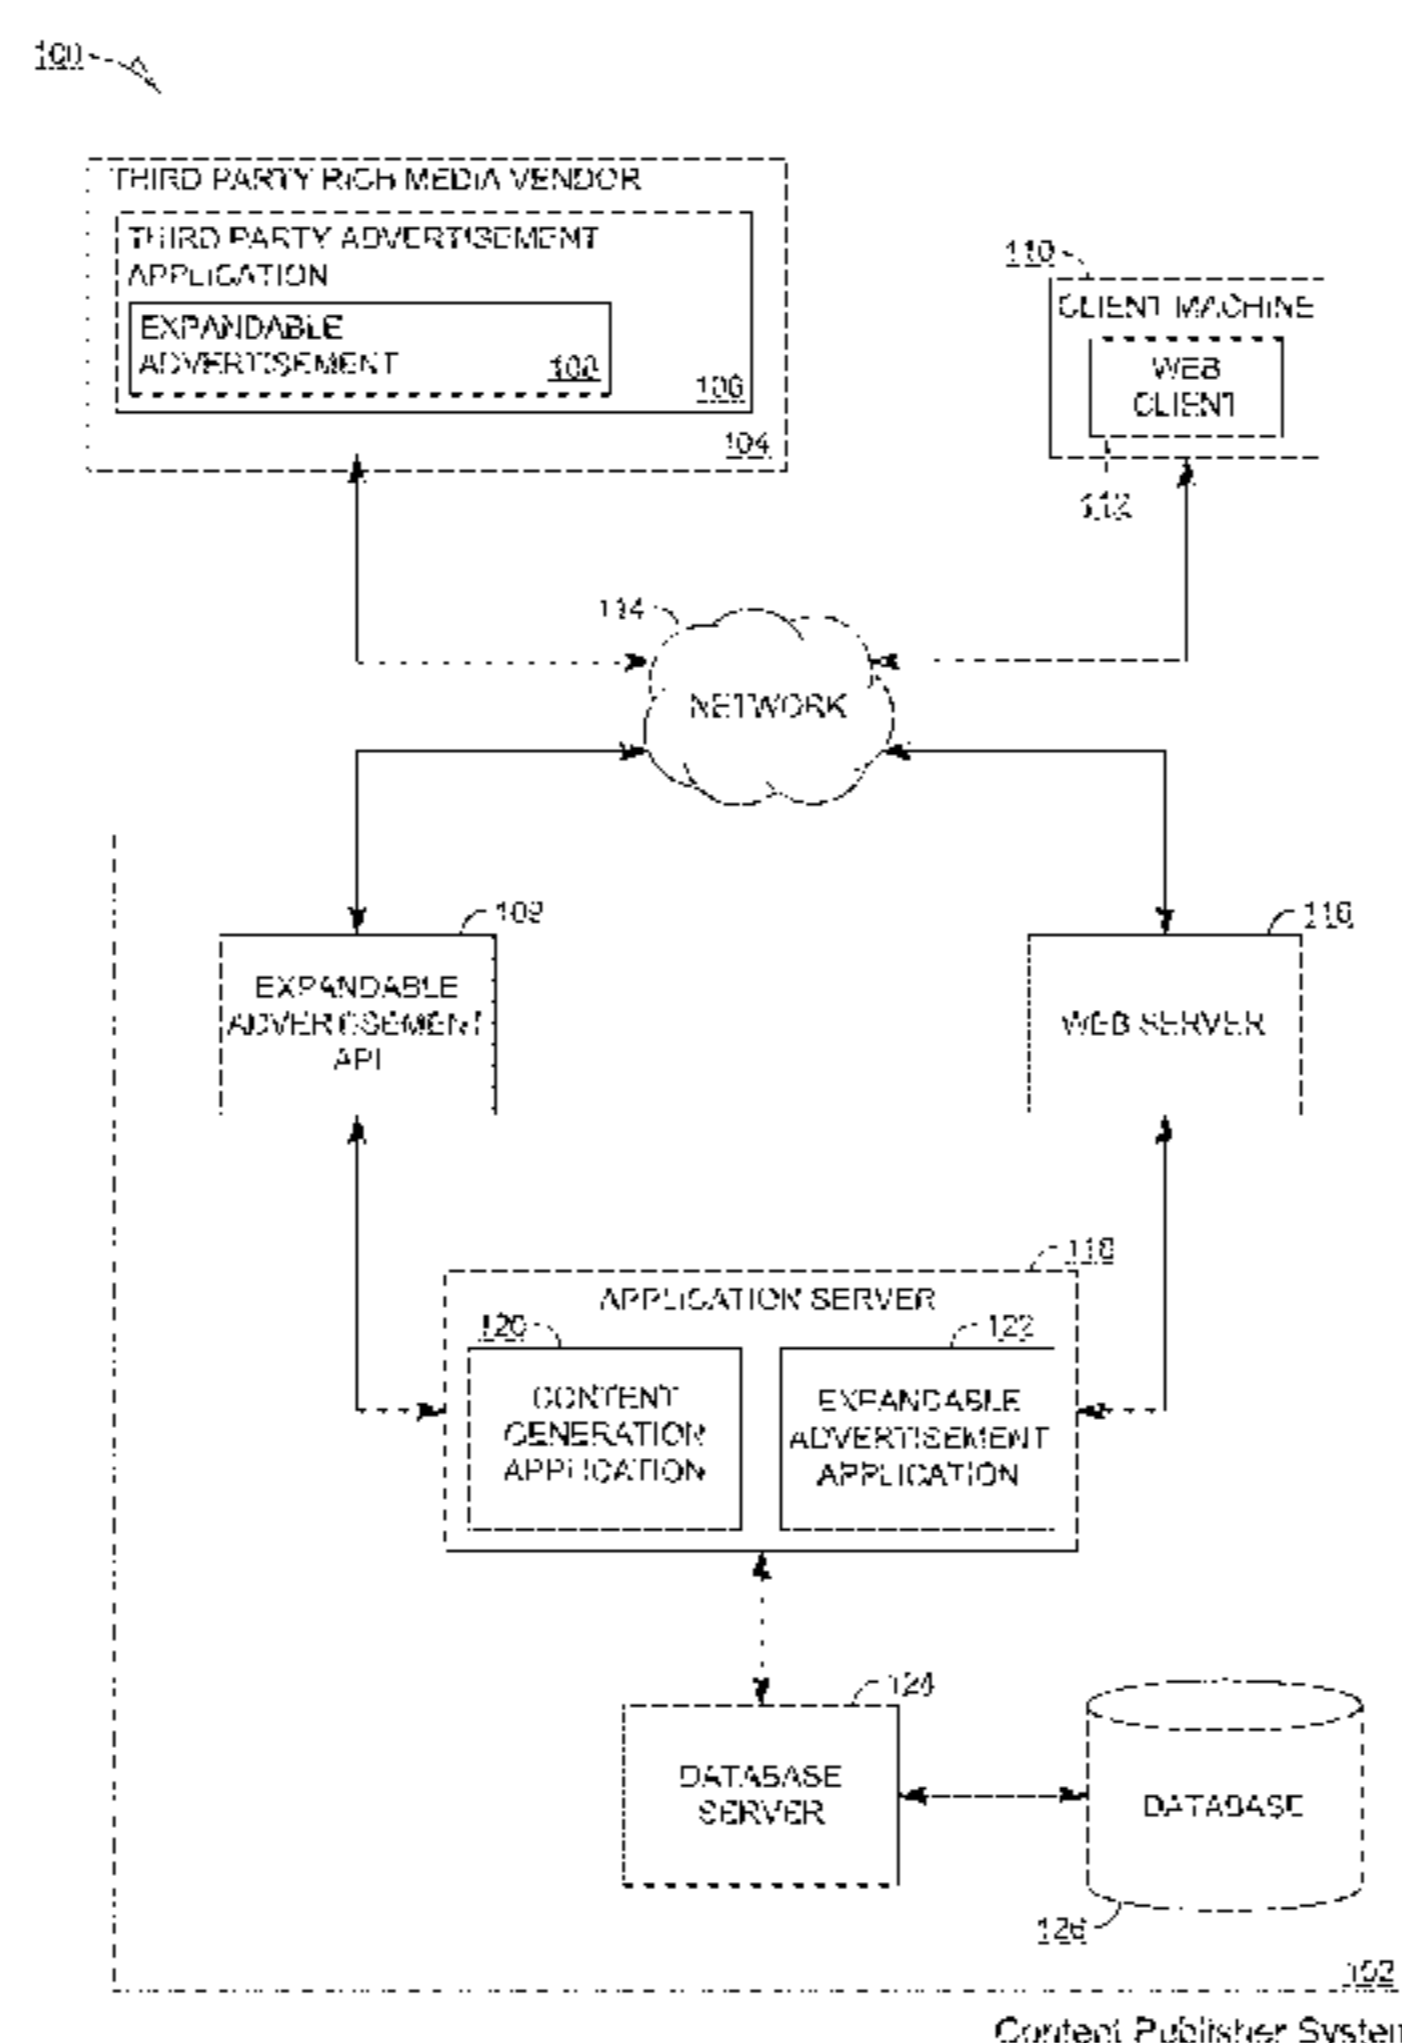 100
THIRD PARTY RICH MEDIA VENDOR
THIRD PARTY ADVERTISEMENT
APPLICATION
EXPANDABLE
ADVERTISEMENT
106
104
110
CLIENT MACHINE
WEB
CLIENT
112
114
NETWORK
EXPANDABLE
ADVERTISEMENT
API
116
WEB SERVER
118
APPLICATION SERVER
120
122
CONTENT
GENERATION
APPLICATION
EXPANDABLE
ADVERTISEMENT
APPLICATION
124
DATABASE
SERVER
DATABASE
126
102
Content Publisher System